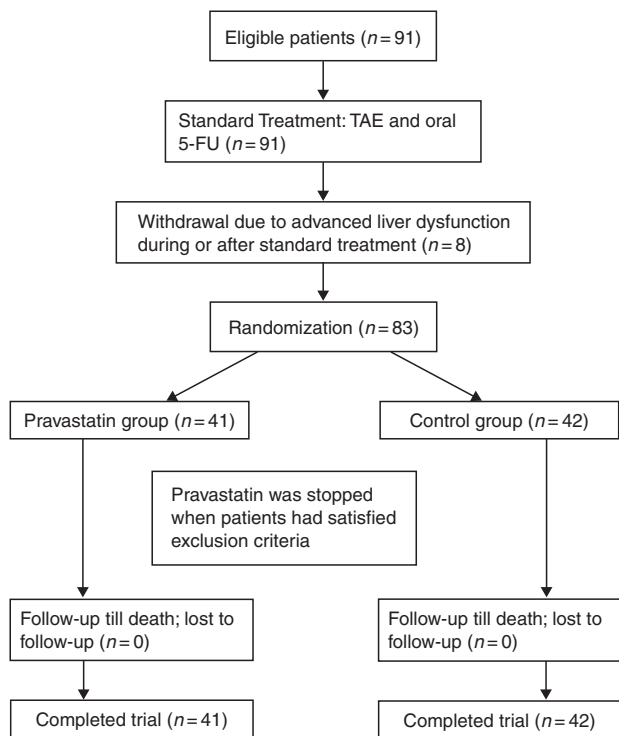 Eligible patients (n=91)
Standard Treatment: TAE and oral
5-FU (n=91)
Withdrawal due to advanced liver dysfunction
during or after standard treatment (n=8)
Randomization (n=83)
Pravastatin group (n=41)
Control group (n=42)
Pravastatin was stopped
when patients had satisfied
exclusion criteria
Follow-up till death; lost to
follow-up (n=0)
Follow-up till death; lost to
follow-up (n=0)
Completed trial (n=41)
Completed trial (n=42)